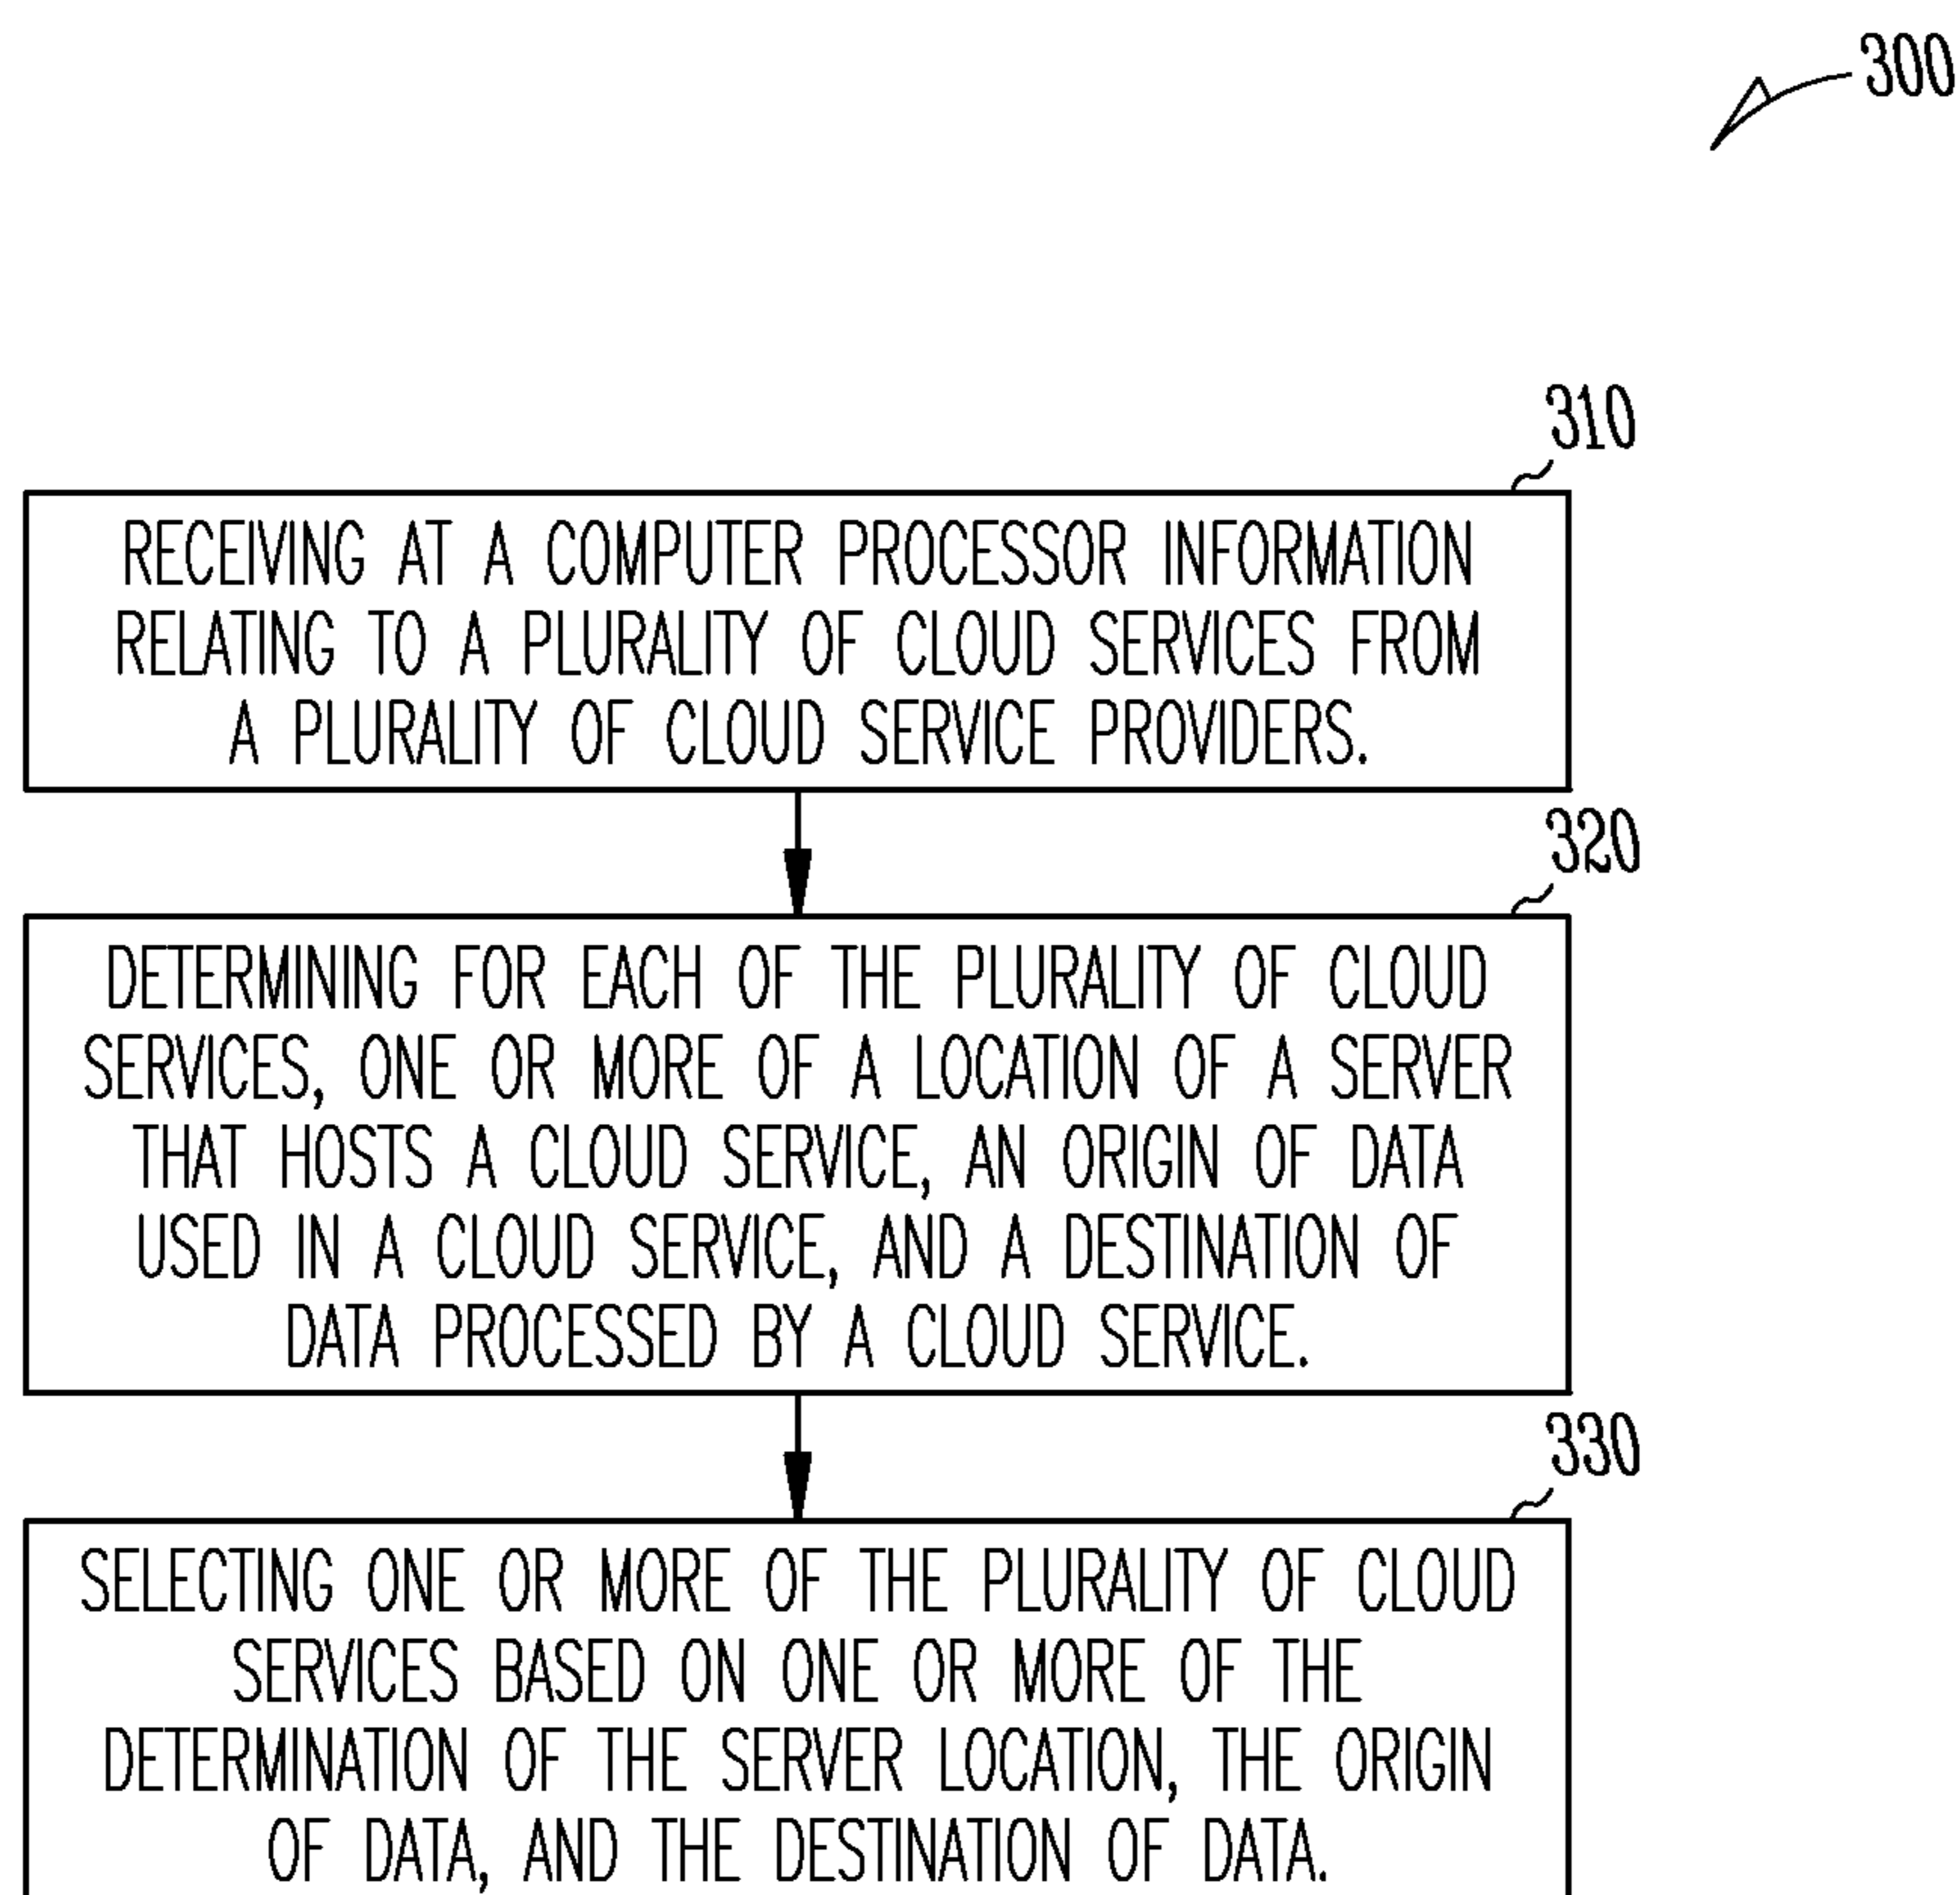 300
310
RECEIVING AT A COMPUTER PROCESSOR INFORMATION
RELATING TO A PLURALITY OF CLOUD SERVICES FROM
A PLURALITY OF CLOUD SERVICE PROVIDERS.
320
DETERMINING FOR EACH OF THE PLURALITY OF CLOUD
SERVICES, ONE OR MORE OF A LOCATION OF A SERVER
THAT HOSTS A CLOUD SERVICE, AN ORIGIN OF DATA
USED IN A CLOUD SERVICE, AND A DESTINATION OF
DATA PROCESSED BY A CLOUD SERVICE.
330
SELECTING ONE OR MORE OF THE PLURALITY OF CLOUD
SERVICES BASED ON ONE OR MORE OF THE
DETERMINATION OF THE SERVER LOCATION, THE ORIGIN
OF DATA, AND THE DESTINATION OF DATA.